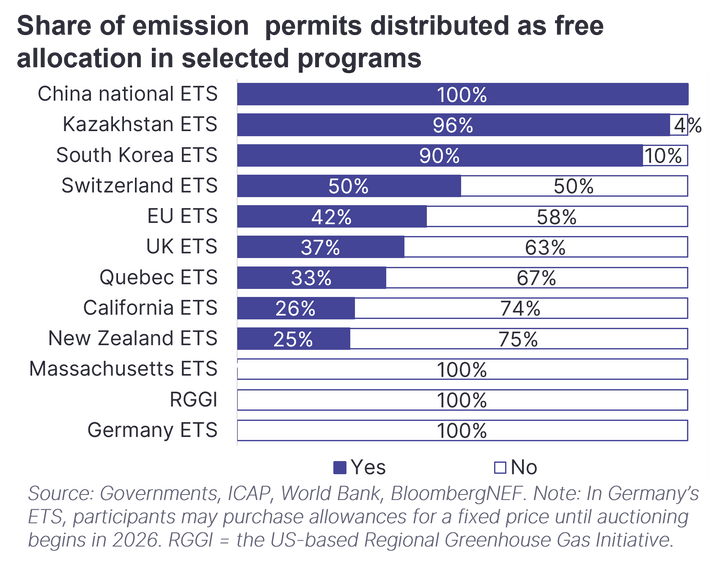 Share of emission  permits distributed as free
allocation in selected programs
China national ETS 100%
Kazakhstan ETS 96% 4%
South Korea ETS 90% 10%
Switzerland ETS 50% 50%
EU ETS 42% 58%
UK ETS 37% 63%
Quebec ETS 33% 67%
California ETS 26% 74%
New Zealand ETS 25% 75%
Massachusetts ETS 100%
RGGI 100%
Germany ETS 100%
Yes No
Source: Governments, ICAP, World Bank, BloombergNEF. Note: In Germany’s
ETS, participants may purchase allowances for a fixed price until auctioning
begins in 2026. RGGI = the US-based Regional Greenhouse Gas Initiative.